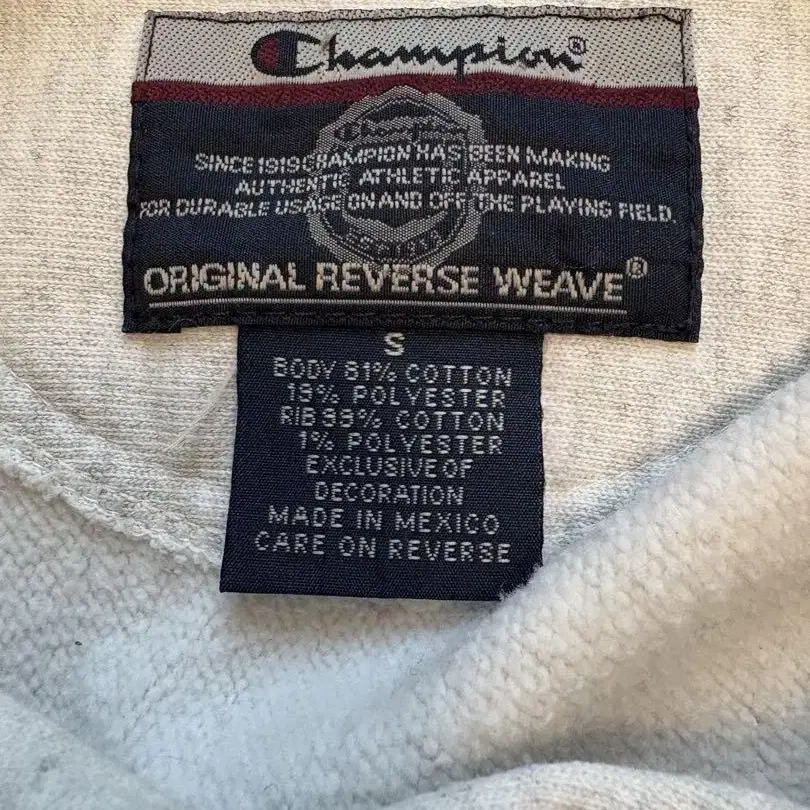 Champion®
Champion
SINCE 1919 CHAMPION HAS BEEN MAKING
AUTHENTIC ATHLETIC APPAREL
FOR DURABLE USAGE ON AND OFF THE PLAYING FIELD.
ORIGINAL REVERSE WEAVE®
S
BODY 81% COTTON
19% POLYESTER
RIB 99% COTTON
1% POLYESTER
EXCLUSIVE OF
DECORATION
MADE IN MEXICO
CARE ON REVERSE